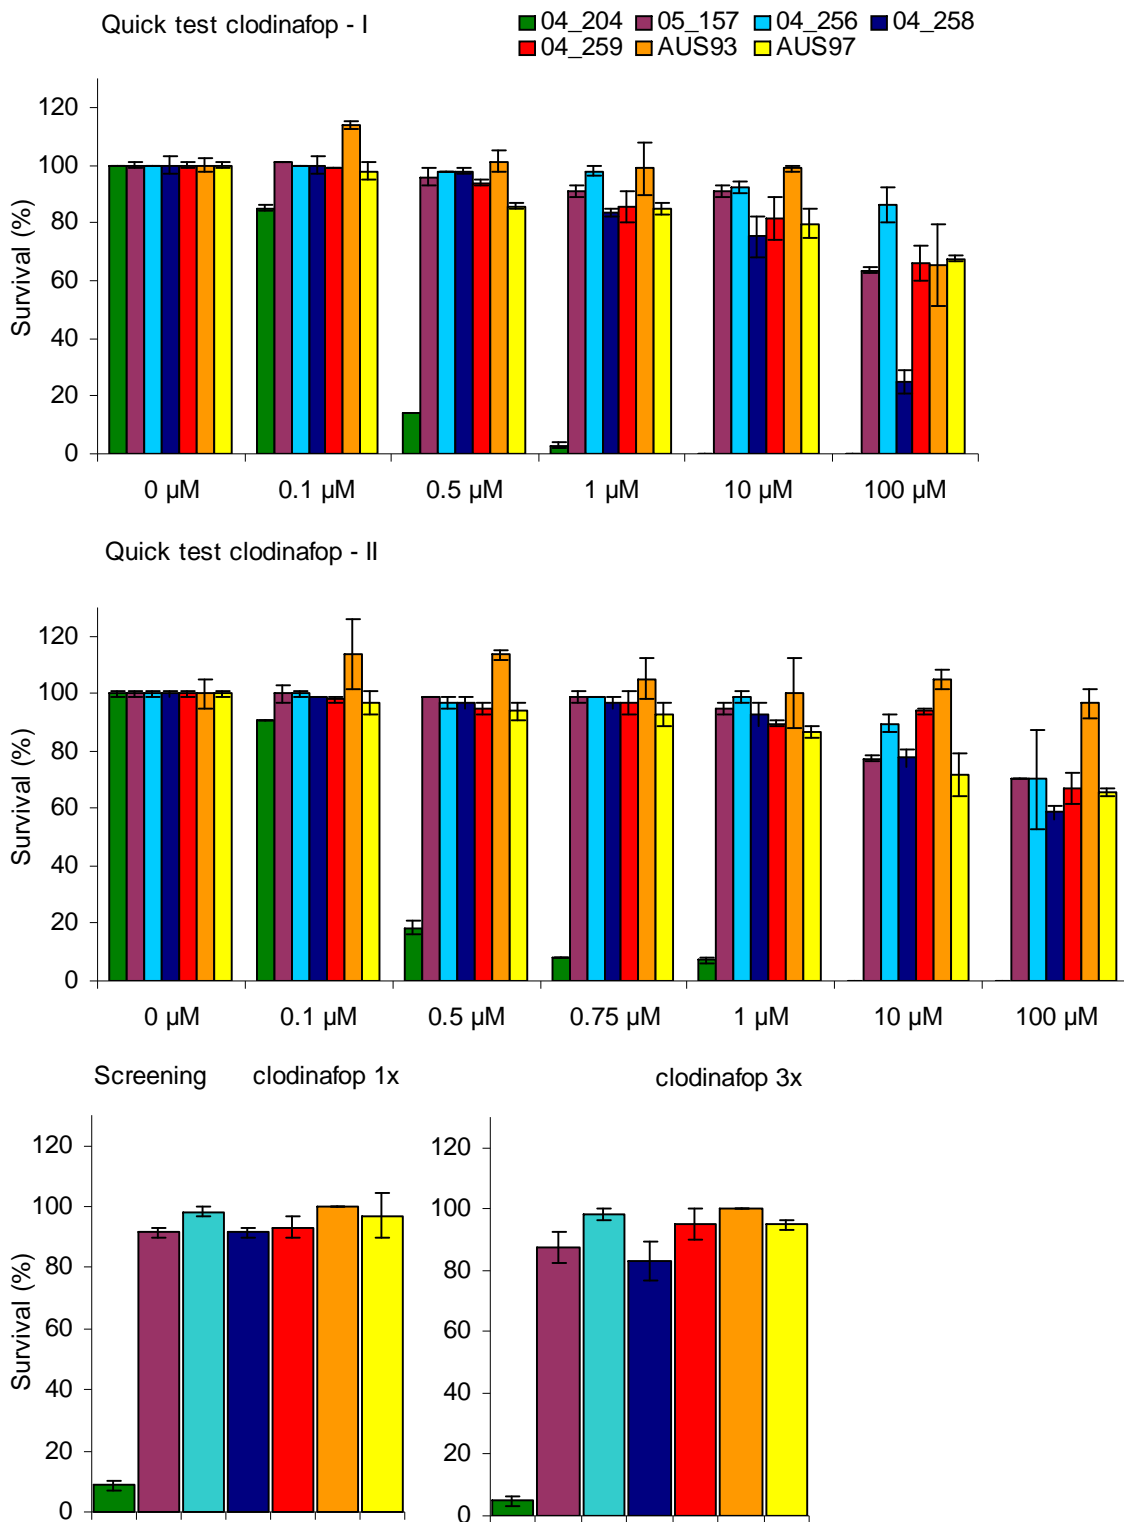 Quick test clodinafop - I
04_204 05_157 04_256 04_258
04_259 AUS93 AUS97
Survival (%)
120
100
80
60
40
20
0
0 µM 0.1 µM 0.5 µM 1 µM 10 µM 100 µM
Quick test clodinafop - II
Survival (%)
120
100
80
60
40
20
0
0 µM 0.1 µM 0.5 µM 0.75 µM 1 µM 10 µM 100 µM
Screening clodinafop 1x
Survival (%)
120
100
80
60
40
20
0
clodinafop 3x
120
100
80
60
40
20
0